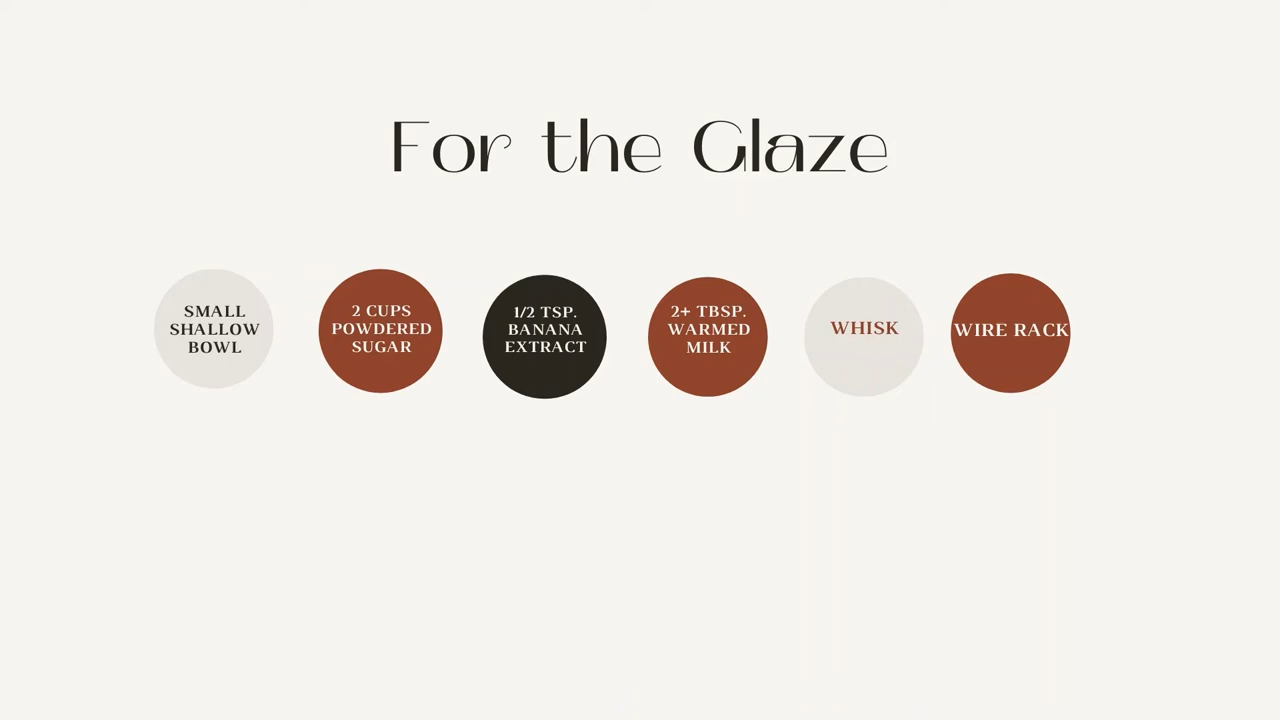 For the Glaze
SMALL
SHALLOW
BOWL
2 CUPS
POWDERED
SUGAR
1/2 TSP.
BANANA
EXTRACT
2+ TBSP.
WARMED
MILK
WHISK
WIRE RACK